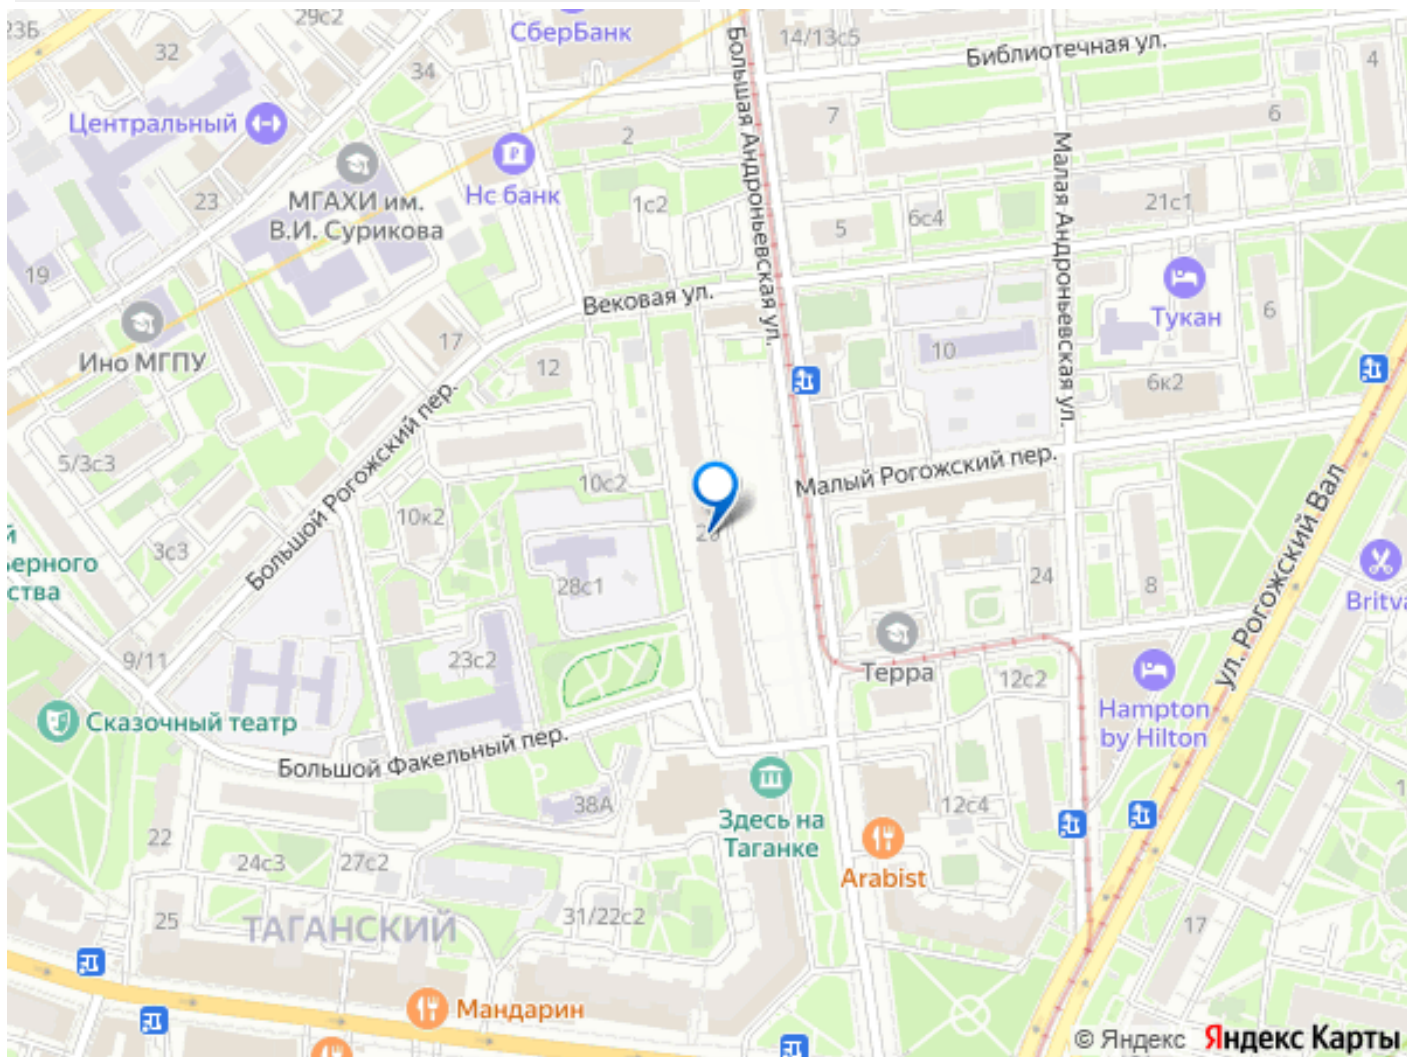 29с2
23Б
СберБанк
14/13с5
Библиотечная ул.
32
34
4
Большая Андроньевская ул.
Центральный
2
7
6
МГАХИ им.
В.И. Сурикова
Нс банк
23
1с2
5
6с4
21с1
Малая Андроньевская ул.
19
Вековая ул.
Тукан
6
Ино МГПУ
17
12
10
6к2
5/3с3
Большой Рогожский пер.
10с2
Малый Рогожский пер.
10к2
3с3
28с1
24
8
ул. Рогожский Вал
Britva
9/11
23с2
Терра
12с2
Сказочный театр
Hampton
by Hilton
Большой Факельный пер.
38А
Здесь на
Таганке
12с4
22
24с3
27с2
Arabist
ТАГАНСКИЙ
25
31/22с2
17
Мандарин
© Яндекс Яндекс Карты